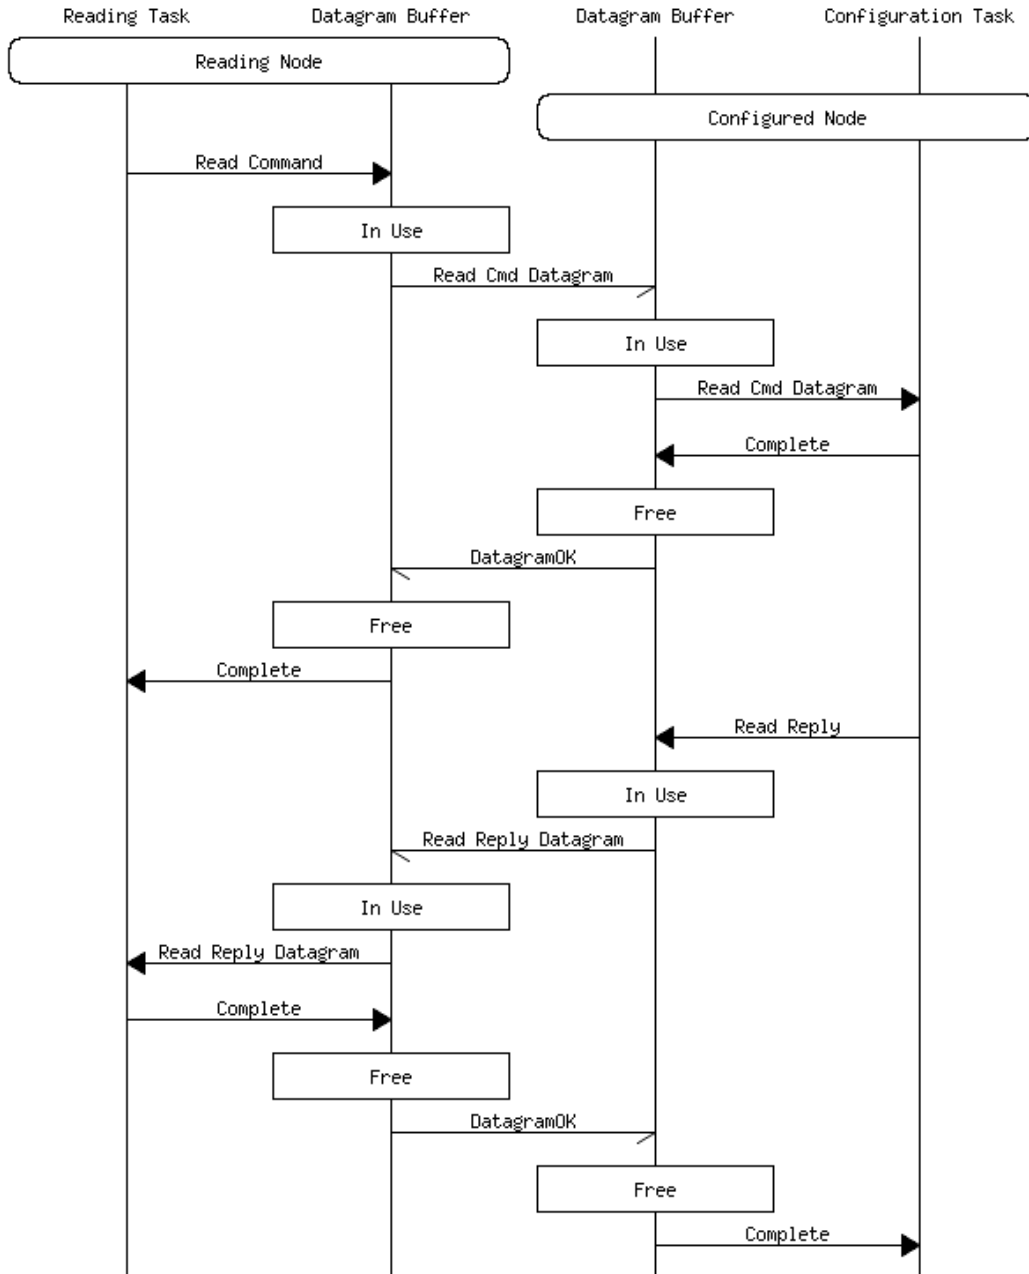 Reading Task
Datagram Buffer
Datagram Buffer
Configuration Task
Reading Node
Configured Node
Read Command
In Use
Read Cmd Datagram
In Use
Read Cmd Datagram
Complete
Free
DatagramOK
Free
Complete
Read Reply
In Use
Read Reply Datagram
In Use
Read Reply Datagram
Complete
Free
DatagramOK
Free
Complete